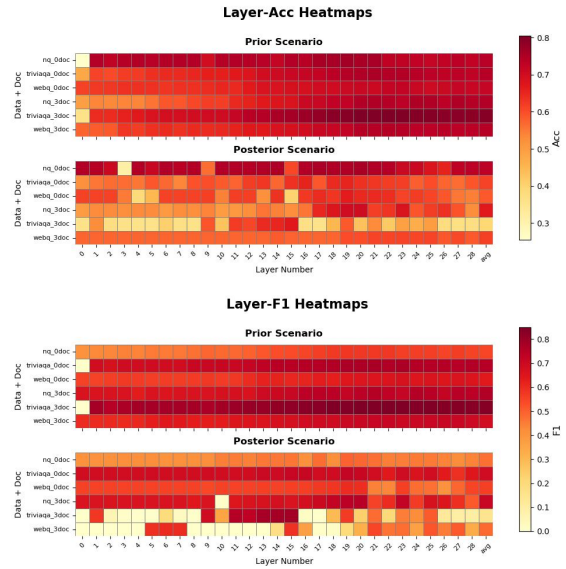 Layer-Acc Heatmaps
Prior Scenario
nq_0doc
triviaqa_0doc
webq_0doc
nq_3doc
triviaqa_3doc
webq_3doc
Data + Doc
Posterior Scenario
nq_0doc
triviaqa_0doc
webq_0doc
nq_3doc
triviaqa_3doc
webq_3doc
Data + Doc
0 1 2 3 4 5 6 7 8 9 10 11 12 13 14 15 16 17 18 19 20 21 22 23 24 25 26 27 28 avg
Layer Number
0.8
0.7
0.6
0.5
0.4
0.3
Acc
Layer-F1 Heatmaps
Prior Scenario
nq_0doc
triviaqa_0doc
webq_0doc
nq_3doc
triviaqa_3doc
webq_3doc
Data + Doc
Posterior Scenario
nq_0doc
triviaqa_0doc
webq_0doc
nq_3doc
triviaqa_3doc
webq_3doc
Data + Doc
0 1 2 3 4 5 6 7 8 9 10 11 12 13 14 15 16 17 18 19 20 21 22 23 24 25 26 27 28 avg
Layer Number
0.8
0.7
0.6
0.5
0.4
0.3
0.2
0.1
0.0
F1